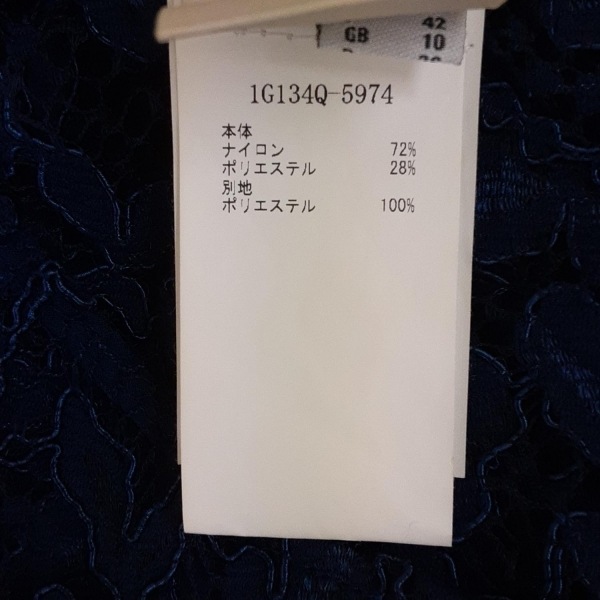 42
GB 10
1G134Q-5974
本体
ナイロン 72%
ポリエステル 28%
別地
ポリエステル 100%